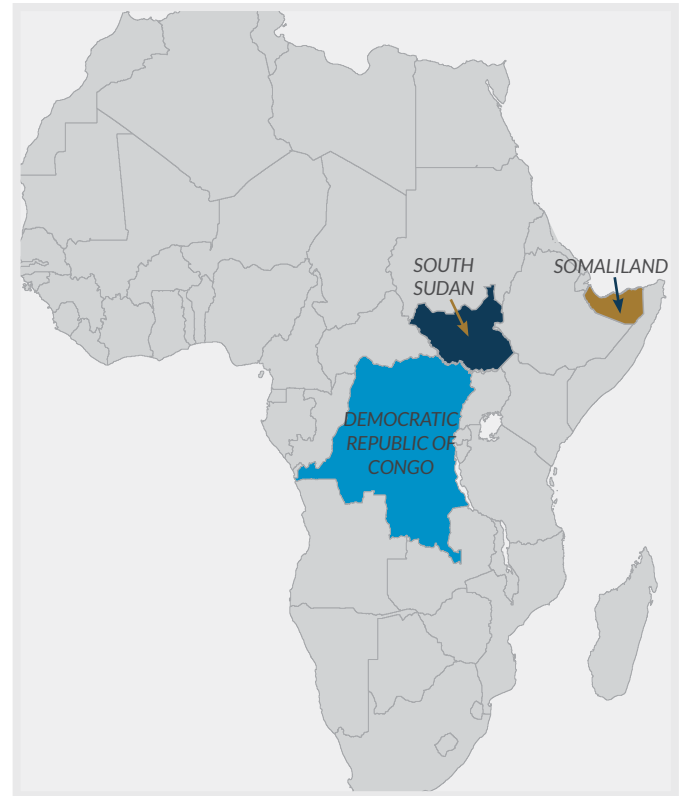 SOUTH
SUDAN
SOMALILAND
DEMOCRATIC
REPUBLIC OF
CONGO